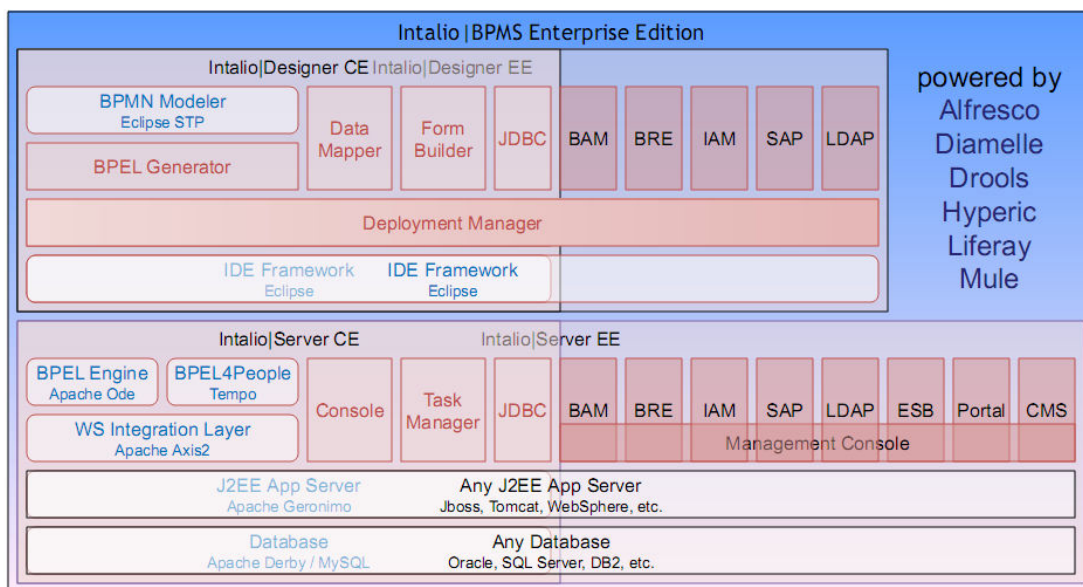 Intalio|BPMS Enterprise Edition
Intalio|Designer CE Intalio|Designer EE
BPMN Modeler
Eclipse STP
BPEL Generator
Data
Mapper
Form
Builder
JDBC
BAM
BRE
IAM
SAP
LDAP
Deployment Manager
IDE Framework
Eclipse
IDE Framework
Eclipse
powered by
Alfresco
Diamelle
Drools
Hyperic
Liferay
Mule
Intalio|Server CE
Intalio|Server EE
BPEL Engine
Apache Ode
BPEL4People
Tempo
WS Integration Layer
Apache Axis2
Console
Task
Manager
JDBC
BAM
BRE
IAM
SAP
LDAP
ESB
Portal
CMS
Management Console
J2EE App Server
Apache Geronimo
Any J2EE App Server
Jboss, Tomcat, WebSphere, etc.
Database
Apache Derby / MySQL
Any Database
Oracle, SQL Server, DB2, etc.